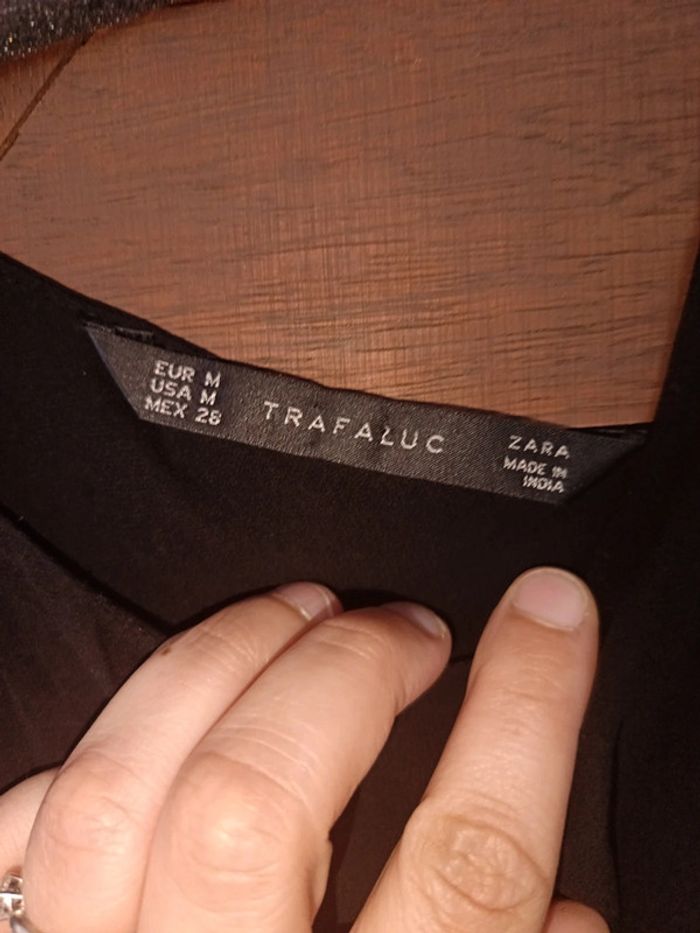 EUR M
USA M
MEX 28
TRAFALUC
ZARA
MADE IN
INDIA